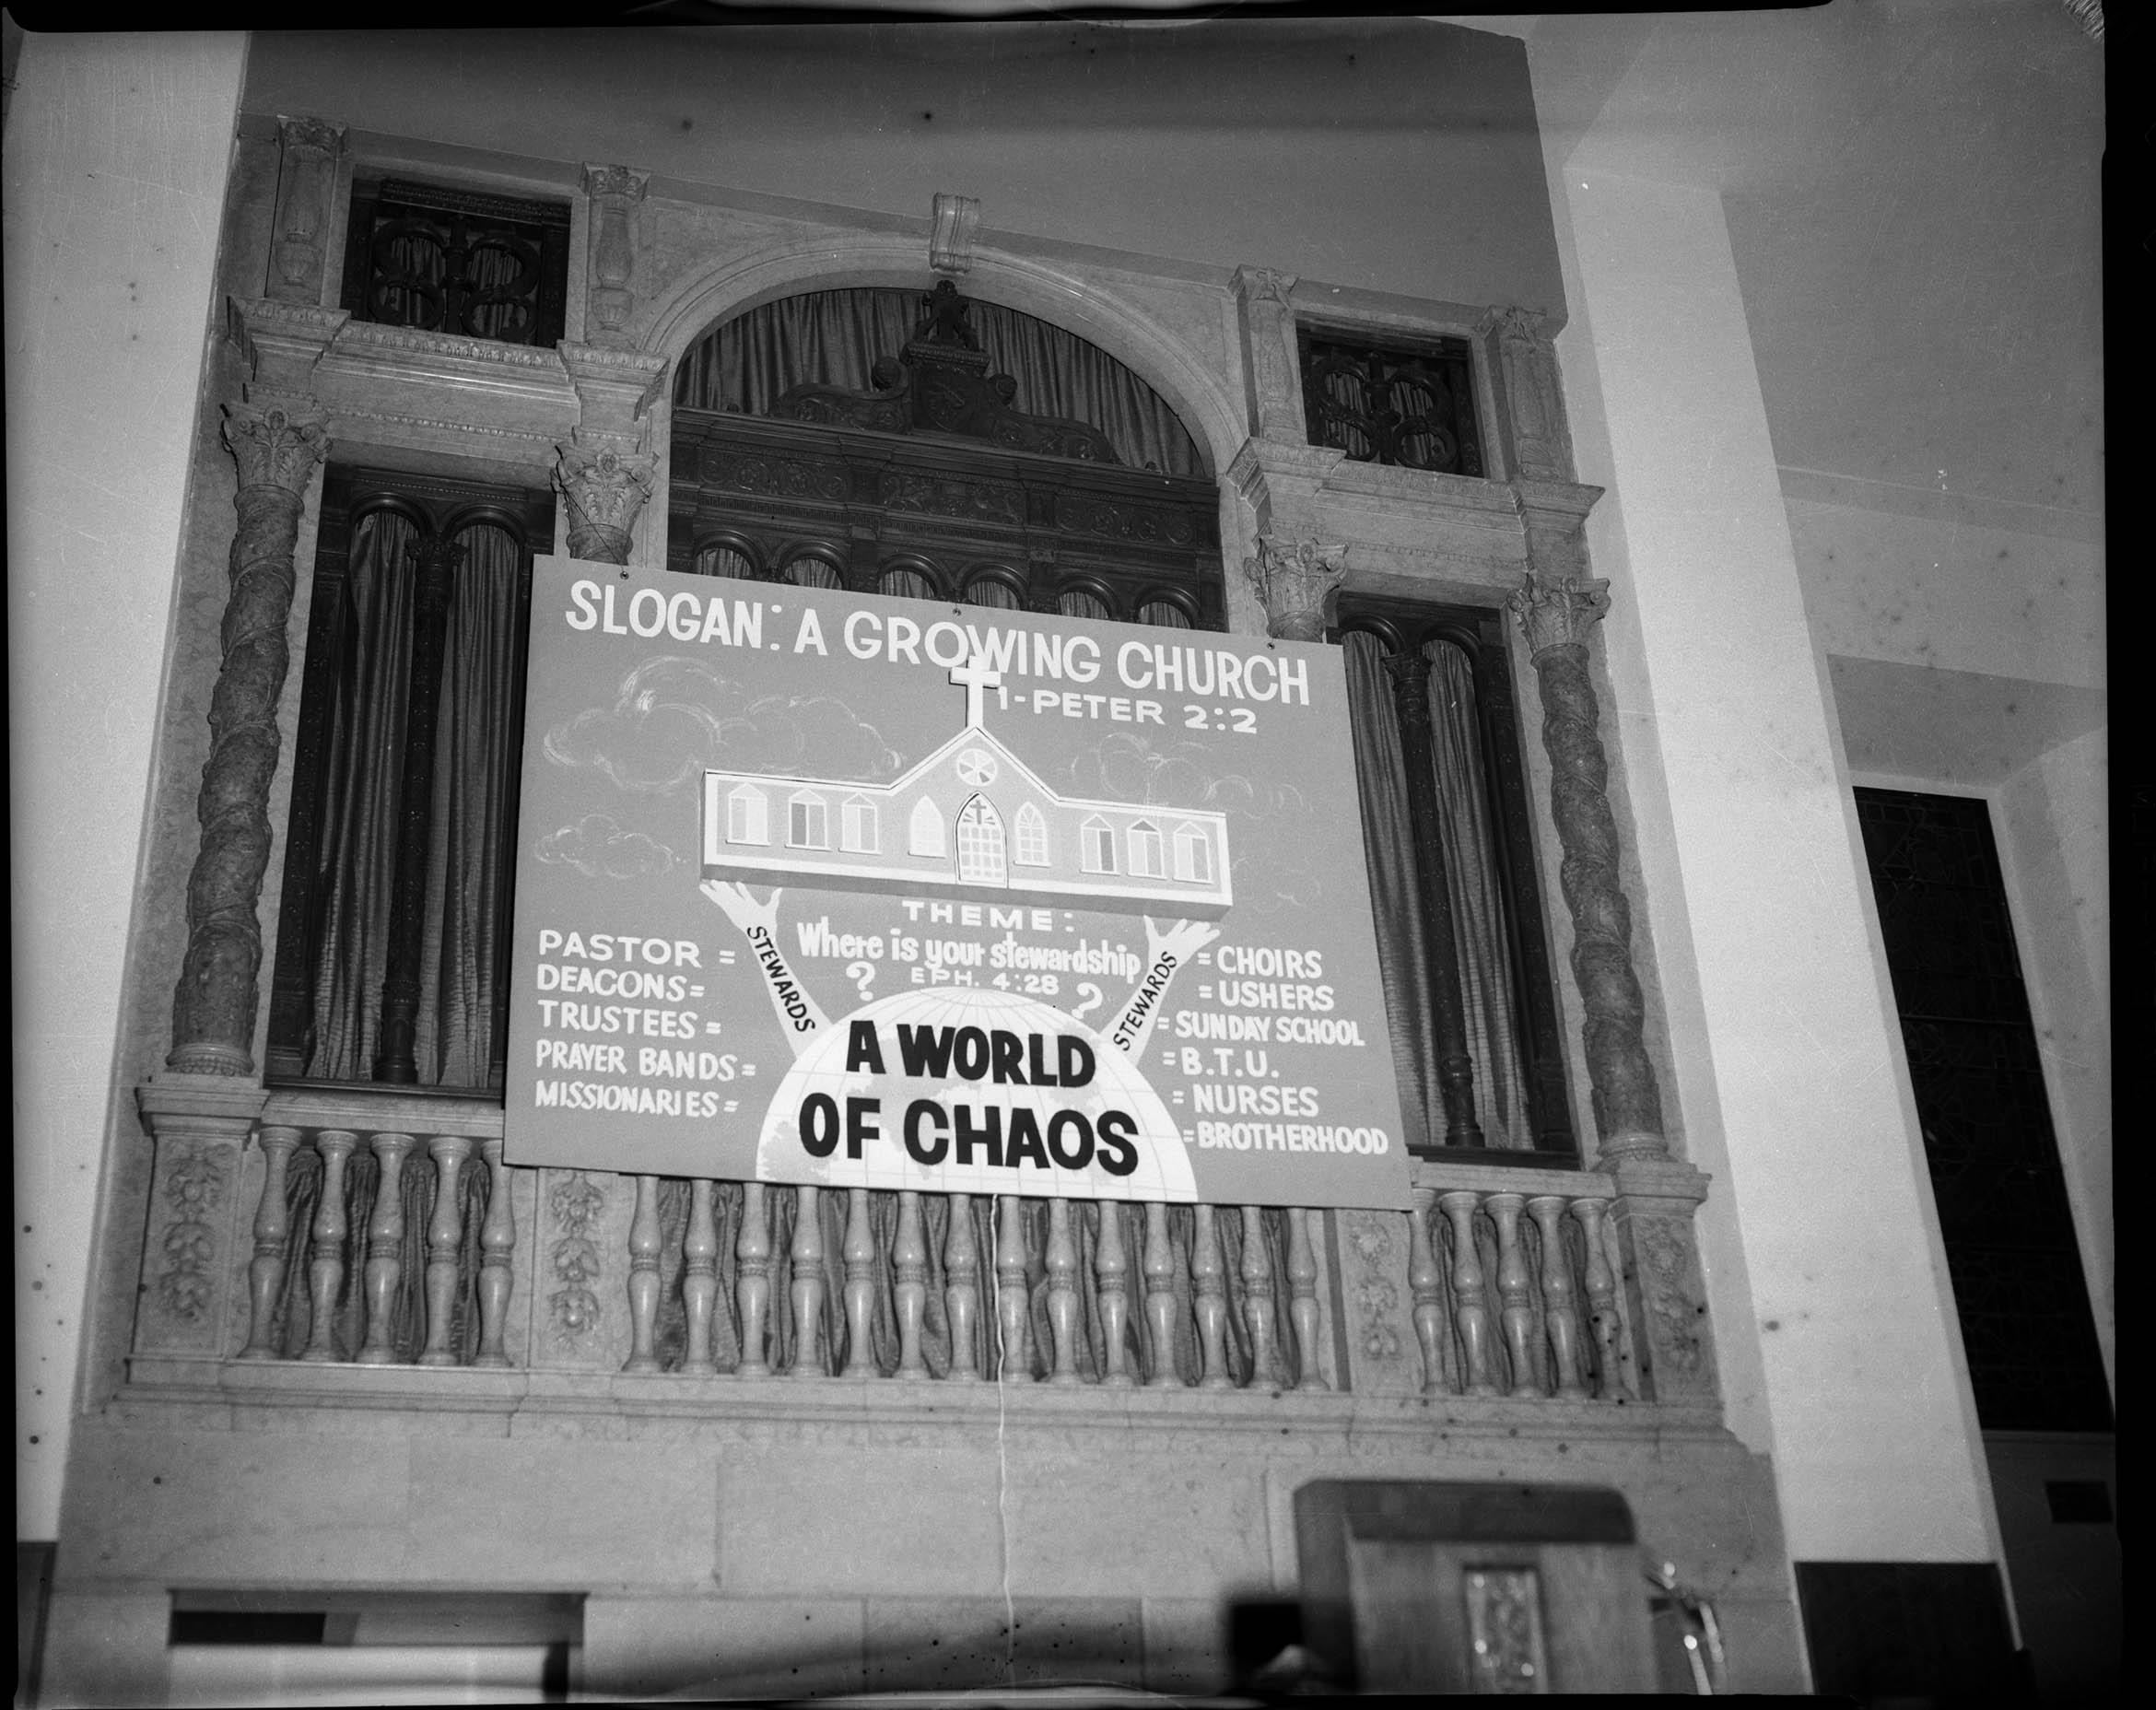 SLOGAN: A GROWING CHURCH
1-PETER 2:2
THEME:
Where is your stewardship
? EPH. 4:28 ?
STEWARDS
STEWARDS
PASTOR =
DEACONS=
TRUSTEES =
PRAYER BANDS=
MISSIONARIES=
= CHOIRS
= USHERS
= SUNDAY SCHOOL
= B.T.U.
= NURSES
=BROTHERHOOD
A WORLD
OF CHAOS